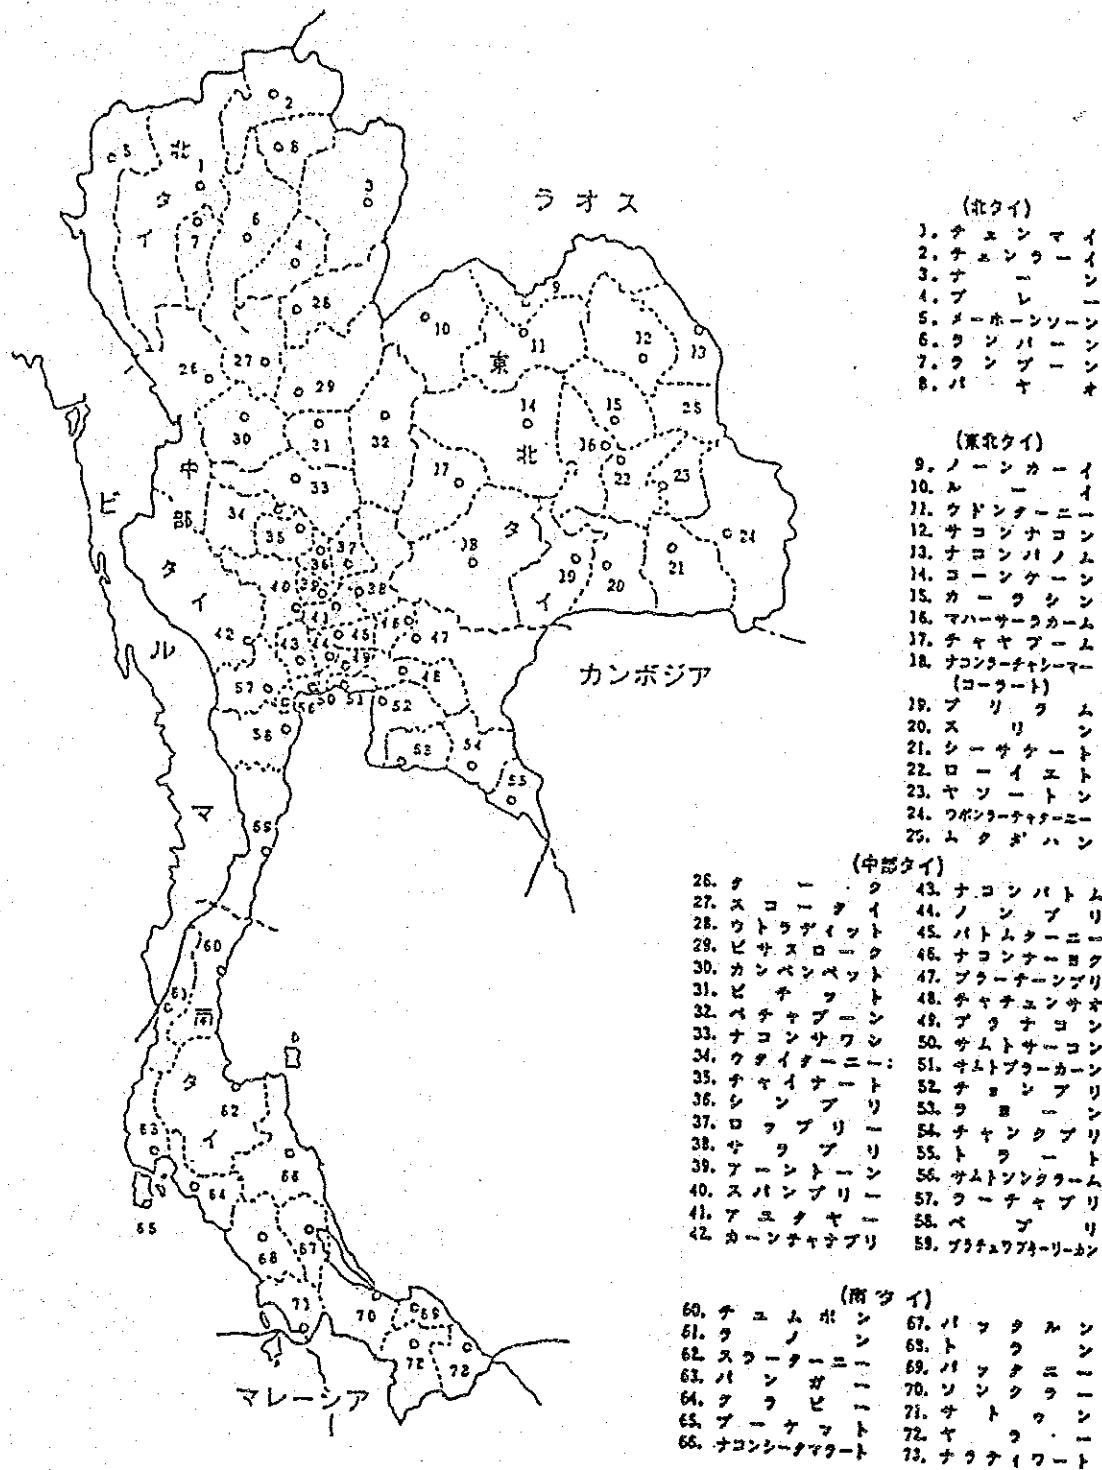 ラオス
カンボジア
ビルマ
マレーシア
北タイ
東北タイ
中部タイ
南タイ
(北タイ)
1. チェンマイ
2. チェンラーイ
3. ナーン
4. プレー
5. メーホーンソーン
6. ランパーン
7. ランプーン
8. パヤオ
(東北タイ)
9. ノーンカーイ
10. ルーイ
11. ウドンターニー
12. サコンナコン
13. ナコンパノム
14. コーンケーン
15. カーラシン
16. マハーサーラカーム
17. チャヤプーム
18. ナコンラーチャシーマー
(コーラート)
19. ブリラム
20. スリン
21. シーサケート
22. ローイエト
23. ヤソートン
24. ウボンラーチャターニー
25. ムクダハン
(中部タイ)
26. ターク
27. スコータイ
28. ウトラディット
29. ピサスローク
30. カンペンペット
31. ピチット
32. ペチャブーン
33. ナコンサワン
34. ウタイターニー
35. チャイナート
36. シンブリ
37. ロッブリー
38. サラブリ
39. アーントーン
40. スパンブリー
41. アユタヤー
42. カーンチャナブリ
43. ナコンパトム
44. ノンブリ
45. パトムターニー
46. ナコンナーヨク
47. プラーチーンブリ
48. チャチェンサオ
49. プラナコン
50. サムトサーコン
51. サムトプラーカーン
52. チョンブリ
53. ラヨーン
54. チャンタブリ
55. トラート
56. サムトソンクラーム
57. ラーチャブリ
58. ペブリ
59. プラチュワプキーリーカン
(南タイ)
60. チュムポン
61. ラノン
62. スラーターニー
63. パンガー
64. クラビー
65. プーケット
66. ナコンシータマラート
67. パッタルン
68. トラン
69. パッタニー
70. ソンクラー
71. サトゥン
72. ヤラー
73. ナラティワート